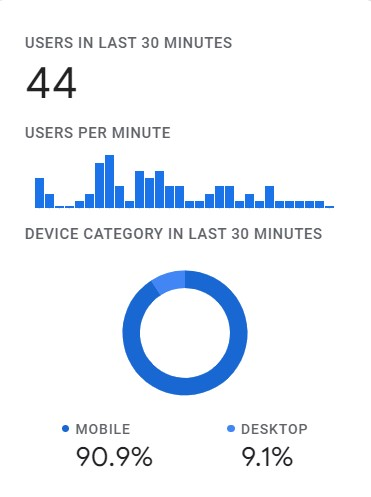 USERS IN LAST 30 MINUTES
44
USERS PER MINUTE
DEVICE CATEGORY IN LAST 30 MINUTES
MOBILE DESKTOP
90.9% 9.1%